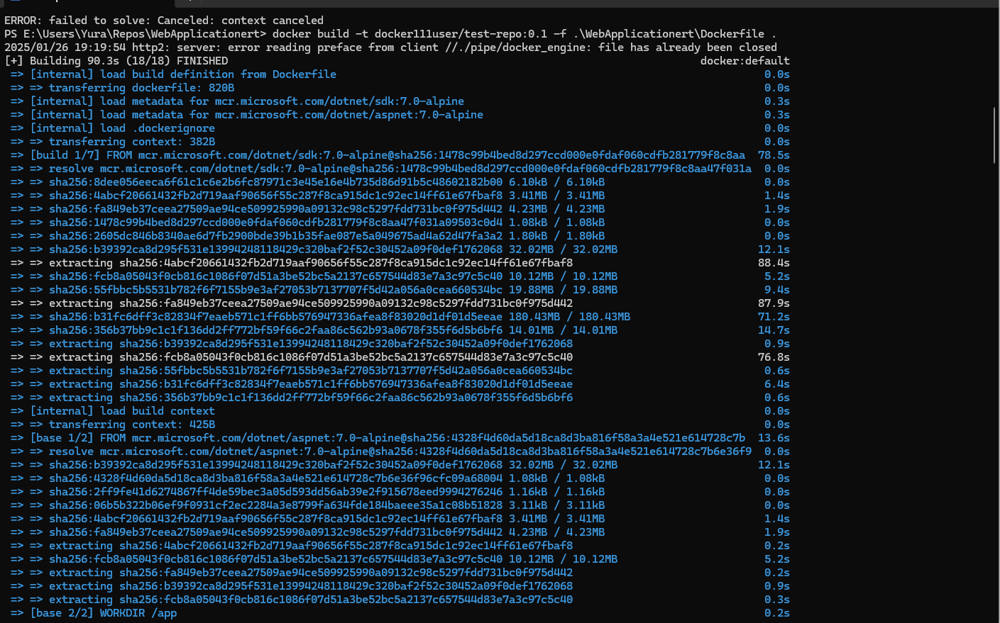 ERROR: failed to solve: Canceled: context canceled
PS E:\Users\Yura\Repos\WebApplicationert> docker build -t docker111user/test-repo:0.1 -f .\WebApplicationert\Dockerfile .
2025/01/26 19:19:54 http2: server: error reading preface from client //./pipe/docker_engine: file has already been closed
[+] Building 90.3s (18/18) FINISHED docker:default
=> [internal] load build definition from Dockerfile 0.0s
=> => transferring dockerfile: 820B 0.0s
=> [internal] load metadata for mcr.microsoft.com/dotnet/sdk:7.0-alpine 0.3s
=> [internal] load metadata for mcr.microsoft.com/dotnet/aspnet:7.0-alpine 0.3s
=> [internal] load .dockerignore 0.0s
=> => transferring context: 382B 0.0s
=> [build 1/7] FROM mcr.microsoft.com/dotnet/sdk:7.0-alpine@sha256:1478c99b4bed8d297ccd000e0fdaf060cdfb281779f8c8aa 78.5s
=> => resolve mcr.microsoft.com/dotnet/sdk:7.0-alpine@sha256:1478c99b4bed8d297ccd000e0fdaf060cdfb281779f8c8aa47f031a 0.0s
=> => sha256:8dee056eeca6f61c1c6e2b6fc87971c3e45e16e4b735d86d91b5c48602182b00 6.10kB / 6.10kB 0.0s
=> => sha256:4abcf20661432fb2d719aaf90656f55c287f8ca915dc1c92ec14ff61e67fbaf8 3.41MB / 3.41MB 1.4s
=> => sha256:fa849eb37ceea27509ae94ce509925990a09132c98c5297fdd731bc0f975d442 4.23MB / 4.23MB 1.9s
=> => sha256:1478c99b4bed8d297ccd000e0fdaf060cdfb281779f8c8aa47f031a09503c0d4 1.08kB / 1.08kB 0.0s
=> => sha256:2605dc846b8340ae6d7fb2900bde39b1b35fae087e5a049675ad4a62d47fa3a2 1.80kB / 1.80kB 0.0s
=> => sha256:b39392ca8d295f531e13994248118429c320baf2f52c30452a09f0def1762068 32.02MB / 32.02MB 12.1s
=> => extracting sha256:4abcf20661432fb2d719aaf90656f55c287f8ca915dc1c92ec14ff61e67fbaf8 88.4s
=> => sha256:fcb8a05043f0cb816c1086f07d51a3be52bc5a2137c657544d83e7a3c97c5c40 10.12MB / 10.12MB 5.2s
=> => sha256:55fbbc5b5531b782f6f7155b9e3af27053b7137707f5d42a056a0cea660534bc 19.88MB / 19.88MB 9.4s
=> => extracting sha256:fa849eb37ceea27509ae94ce509925990a09132c98c5297fdd731bc0f975d442 87.9s
=> => sha256:b31fc6dff3c82834f7eaeb571c1ff6bb576947336afea8f83020d1df01d5eeae 180.43MB / 180.43MB 71.2s
=> => sha256:356b37bb9c1c1f136dd2ff772bf59f66c2faa86c562b93a0678f355f6d5b6bf6 14.01MB / 14.01MB 14.7s
=> => extracting sha256:b39392ca8d295f531e13994248118429c320baf2f52c30452a09f0def1762068 0.9s
=> => extracting sha256:fcb8a05043f0cb816c1086f07d51a3be52bc5a2137c657544d83e7a3c97c5c40 76.8s
=> => extracting sha256:55fbbc5b5531b782f6f7155b9e3af27053b7137707f5d42a056a0cea660534bc 0.6s
=> => extracting sha256:b31fc6dff3c82834f7eaeb571c1ff6bb576947336afea8f83020d1df01d5eeae 6.4s
=> => extracting sha256:356b37bb9c1c1f136dd2ff772bf59f66c2faa86c562b93a0678f355f6d5b6bf6 0.6s
=> [internal] load build context 0.0s
=> => transferring context: 425B 0.0s
=> [base 1/2] FROM mcr.microsoft.com/dotnet/aspnet:7.0-alpine@sha256:4328f4d60da5d18ca8d3ba816f58a3a4e521e614728c7b 13.6s
=> => resolve mcr.microsoft.com/dotnet/aspnet:7.0-alpine@sha256:4328f4d60da5d18ca8d3ba816f58a3a4e521e614728c7b6e36f9 0.0s
=> => sha256:b39392ca8d295f531e13994248118429c320baf2f52c30452a09f0def1762068 32.02MB / 32.02MB 12.1s
=> => sha256:4328f4d60da5d18ca8d3ba816f58a3a4e521e614728c7b6e36f96cfc09a68004 1.08kB / 1.08kB 0.0s
=> => sha256:2ff9fe41d6274867ff4de59bec3a05d593dd56ab39e2f915678eed9994276246 1.16kB / 1.16kB 0.0s
=> => sha256:06b5b322b06ef9f0931cf2ec2284a3e8799fa634fde184baeee35a1c08b51828 3.11kB / 3.11kB 0.0s
=> => sha256:4abcf20661432fb2d719aaf90656f55c287f8ca915dc1c92ec14ff61e67fbaf8 3.41MB / 3.41MB 1.4s
=> => sha256:fa849eb37ceea27509ae94ce509925990a09132c98c5297fdd731bc0f975d442 4.23MB / 4.23MB 1.9s
=> => extracting sha256:4abcf20661432fb2d719aaf90656f55c287f8ca915dc1c92ec14ff61e67fbaf8 0.2s
=> => sha256:fcb8a05043f0cb816c1086f07d51a3be52bc5a2137c657544d83e7a3c97c5c40 10.12MB / 10.12MB 5.2s
=> => extracting sha256:fa849eb37ceea27509ae94ce509925990a09132c98c5297fdd731bc0f975d442 0.2s
=> => extracting sha256:b39392ca8d295f531e13994248118429c320baf2f52c30452a09f0def1762068 0.9s
=> => extracting sha256:fcb8a05043f0cb816c1086f07d51a3be52bc5a2137c657544d83e7a3c97c5c40 0.3s
=> [base 2/2] WORKDIR /app 0.2s